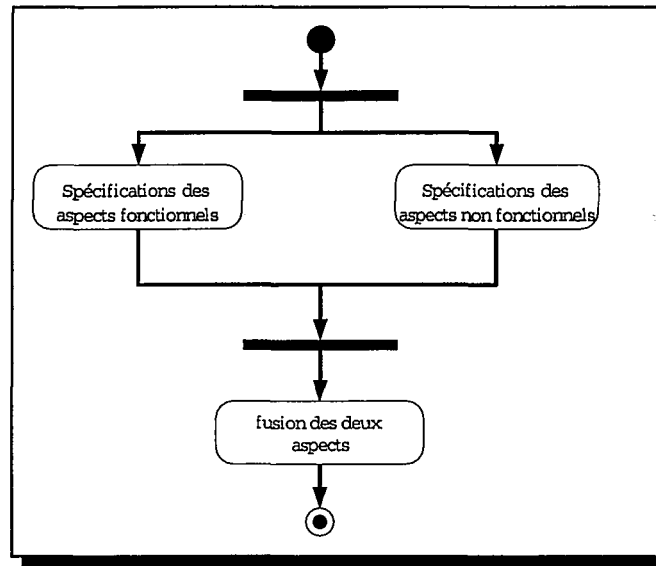 Spécifications des
aspects fonctionnels
Spécifications des
aspects non fonctionnels
fusion des deux
aspects